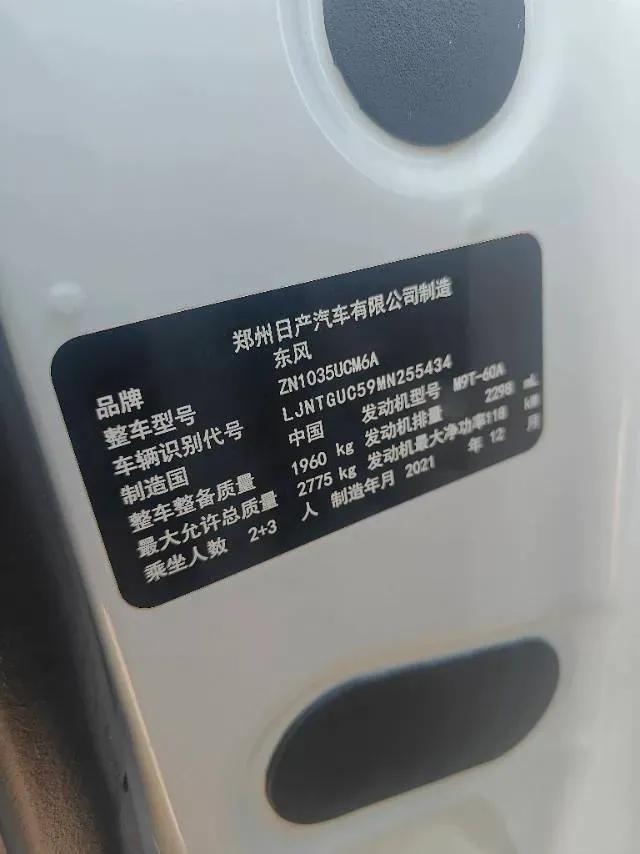 郑州日产汽车有限公司制造
品牌 东风
整车型号 ZN1035UCM6A
车辆识别代号 LJNTGUC59MN255434
制造国 中国 发动机型号 M9T-60A
整车整备质量 1960 kg 发动机排量 2298 mL
最大允许总质量 2775 kg 发动机最大净功率118 kW
乘坐人数 2+3 人 制造年月 2021 年 12 月